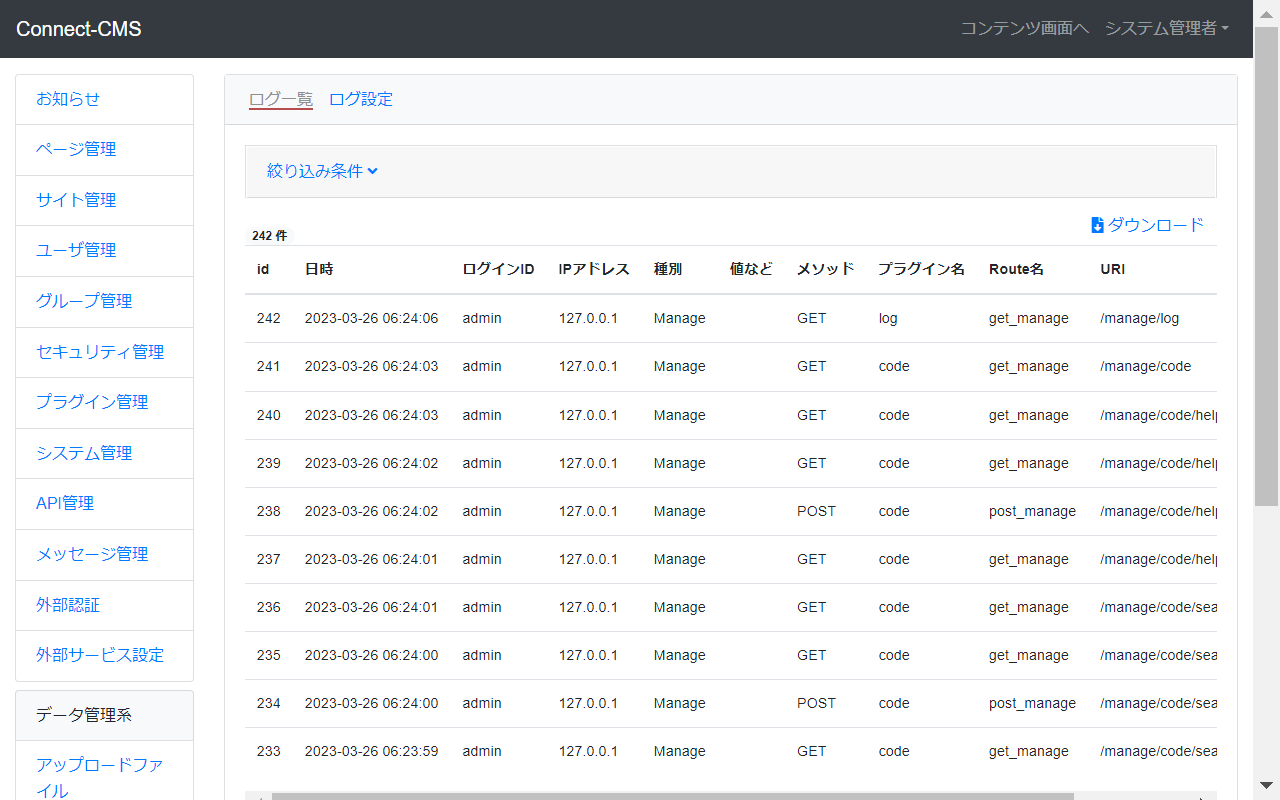 Connect-CMS
コンテンツ画面へ システム管理者
お知らせ
ページ管理
サイト管理
ユーザ管理
グループ管理
セキュリティ管理
プラグイン管理
システム管理
API管理
メッセージ管理
外部認証
外部サービス設定
データ管理系
アップロードファ
イル
ログ一覧 ログ設定
絞り込み条件
ダウンロード
242 件
id 日時 ログインID IPアドレス 種別 値など メソッド プラグイン名 Route名 URI
242 2023-03-26 06:24:06 admin 127.0.0.1 Manage GET log get_manage /manage/log
241 2023-03-26 06:24:03 admin 127.0.0.1 Manage GET code get_manage /manage/code
240 2023-03-26 06:24:03 admin 127.0.0.1 Manage GET code get_manage /manage/code/help
239 2023-03-26 06:24:02 admin 127.0.0.1 Manage GET code get_manage /manage/code/help
238 2023-03-26 06:24:02 admin 127.0.0.1 Manage POST code post_manage /manage/code/help
237 2023-03-26 06:24:01 admin 127.0.0.1 Manage GET code get_manage /manage/code/help
236 2023-03-26 06:24:01 admin 127.0.0.1 Manage GET code get_manage /manage/code/sea
235 2023-03-26 06:24:00 admin 127.0.0.1 Manage GET code get_manage /manage/code/sea
234 2023-03-26 06:24:00 admin 127.0.0.1 Manage POST code post_manage /manage/code/sea
233 2023-03-26 06:23:59 admin 127.0.0.1 Manage GET code get_manage /manage/code/sea